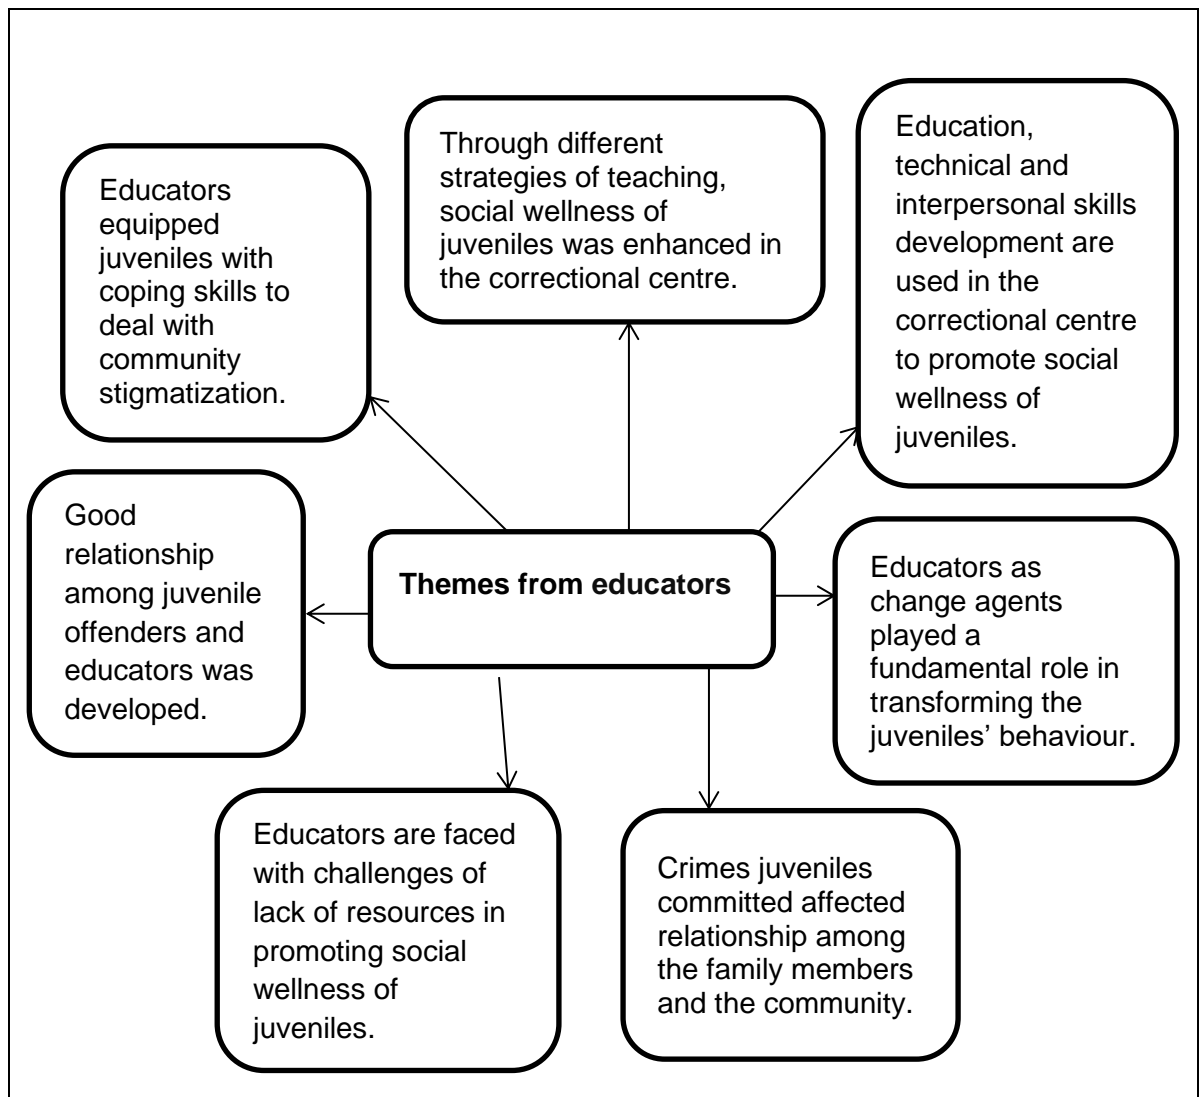 Through different
strategies of teaching,
social wellness of
juveniles was enhanced in
the correctional centre.
Education,
technical and
interpersonal skills
development are
used in the
correctional centre
to promote social
wellness of
juveniles.
Educators
equipped
juveniles with
coping skills to
deal with
community
stigmatization.
Good
relationship
among juvenile
offenders and
educators was
developed.
Themes from educators
Educators as
change agents
played a
fundamental role in
transforming the
juveniles’ behaviour.
Educators are faced
with challenges of
lack of resources in
promoting social
wellness of
juveniles.
Crimes juveniles
committed affected
relationship among
the family members
and the community.